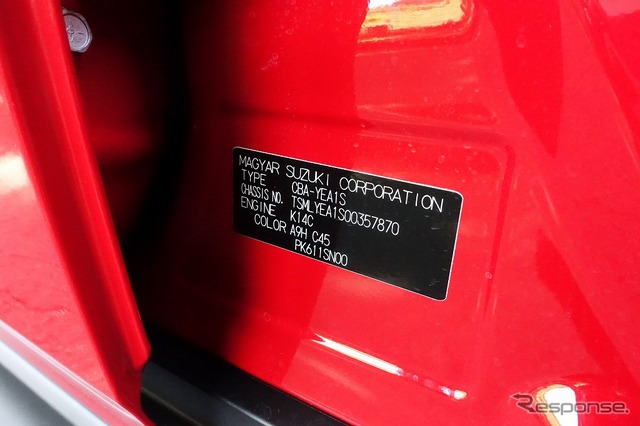 MAGYAR SUZUKI CORPORATION
TYPE CBA-YEA1S
CHASSIS NO. TSMLYEA1S00357870
ENGINE K14C
COLOR A9H C45
PK611SN00
Response.